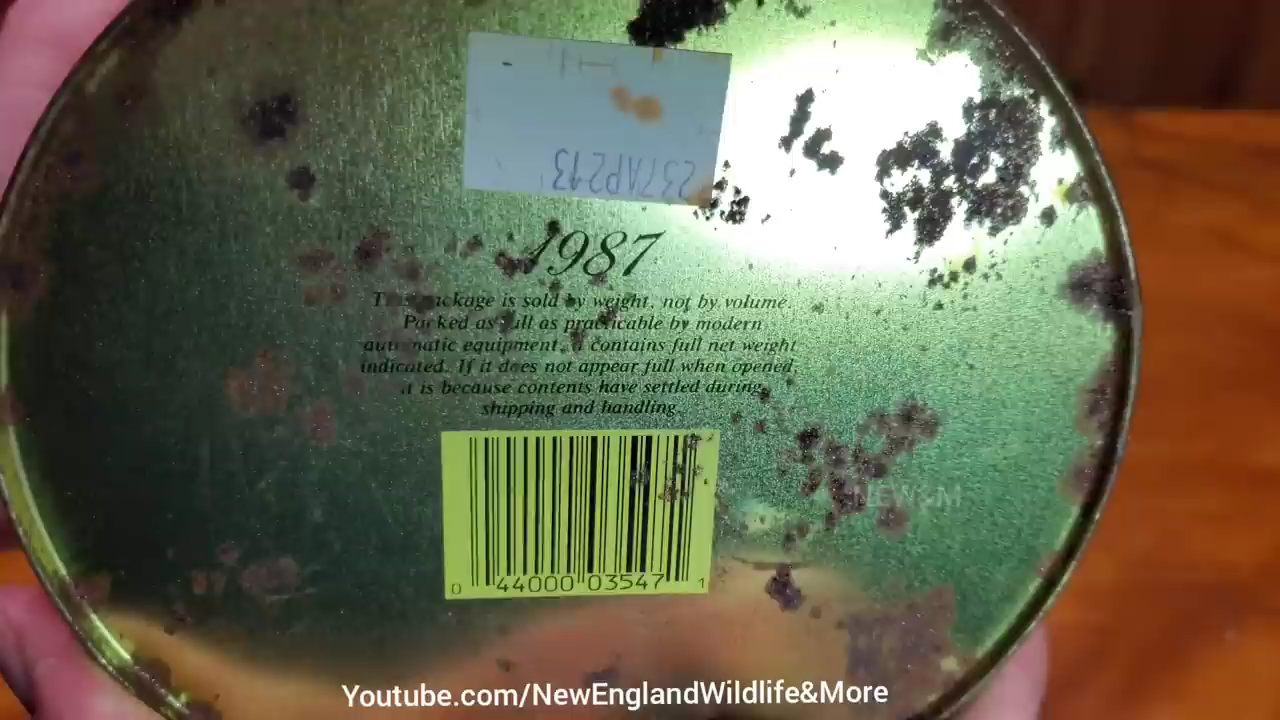 237AP213
1987
This package is sold by weight, not by volume.
Packed as full as practicable by modern
automatic equipment, it contains full net weight
indicated. If it does not appear full when opened,
it is because contents have settled during
shipping and handling.
0 44000 03547 1
NEW&M
Youtube.com/NewEnglandWildlife&More